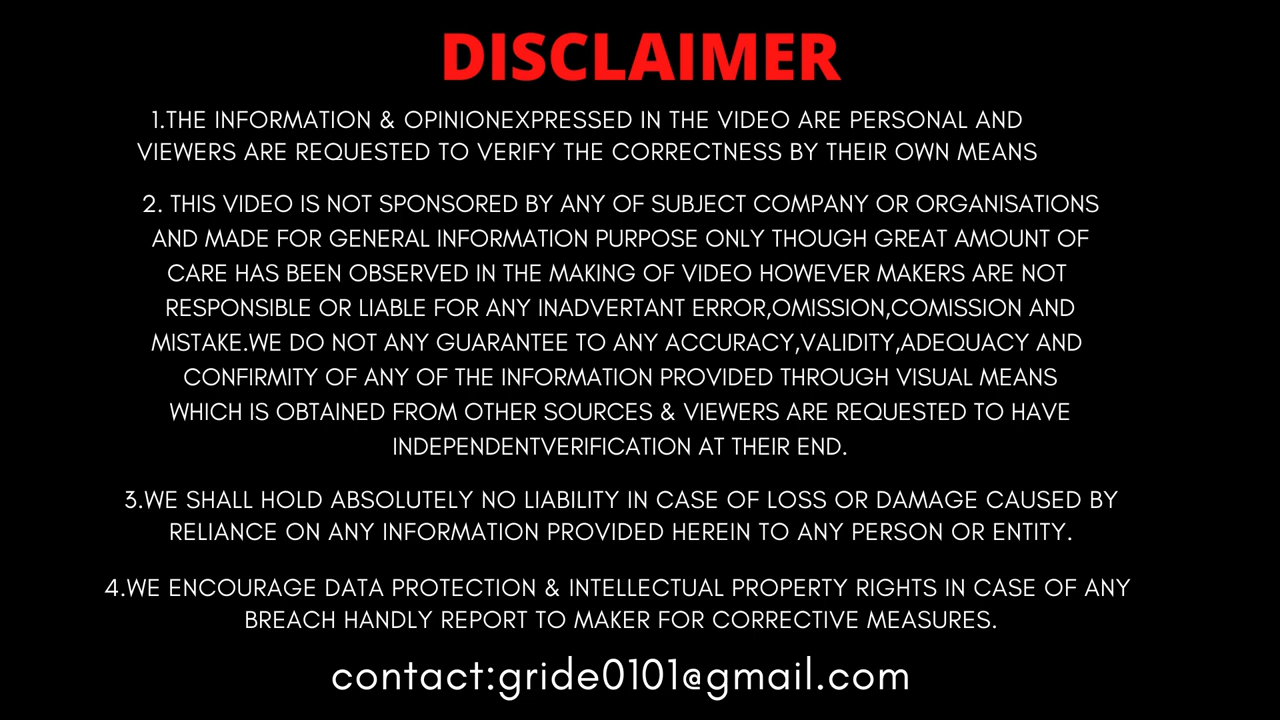 DISCLAIMER
1.THE INFORMATION & OPINIONEXPRESSED IN THE VIDEO ARE PERSONAL AND
VIEWERS ARE REQUESTED TO VERIFY THE CORRECTNESS BY THEIR OWN MEANS
2. THIS VIDEO IS NOT SPONSORED BY ANY OF SUBJECT COMPANY OR ORGANISATIONS
AND MADE FOR GENERAL INFORMATION PURPOSE ONLY THOUGH GREAT AMOUNT OF
CARE HAS BEEN OBSERVED IN THE MAKING OF VIDEO HOWEVER MAKERS ARE NOT
RESPONSIBLE OR LIABLE FOR ANY INADVERTANT ERROR,OMISSION,COMISSION AND
MISTAKE.WE DO NOT ANY GUARANTEE TO ANY ACCURACY,VALIDITY,ADEQUACY AND
CONFIRMITY OF ANY OF THE INFORMATION PROVIDED THROUGH VISUAL MEANS
WHICH IS OBTAINED FROM OTHER SOURCES & VIEWERS ARE REQUESTED TO HAVE
INDEPENDENTVERIFICATION AT THEIR END.
3.WE SHALL HOLD ABSOLUTELY NO LIABILITY IN CASE OF LOSS OR DAMAGE CAUSED BY
RELIANCE ON ANY INFORMATION PROVIDED HEREIN TO ANY PERSON OR ENTITY.
4.WE ENCOURAGE DATA PROTECTION & INTELLECTUAL PROPERTY RIGHTS IN CASE OF ANY
BREACH HANDLY REPORT TO MAKER FOR CORRECTIVE MEASURES.
contact:gride0101@gmail.com